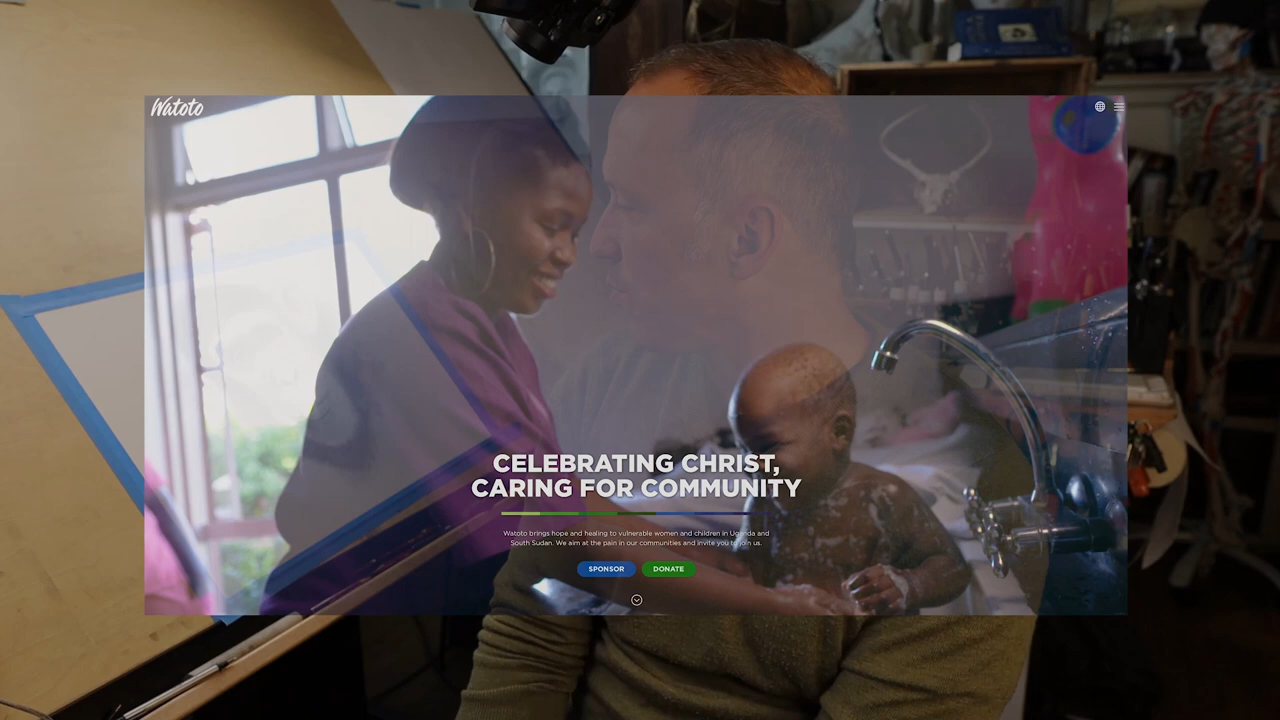 Watoto
CELEBRATING CHRIST,
CARING FOR COMMUNITY
Watoto brings hope and healing to vulnerable women and children in Uganda and
South Sudan. We aim at the pain in our communities and invite you to join us.
SPONSOR
DONATE